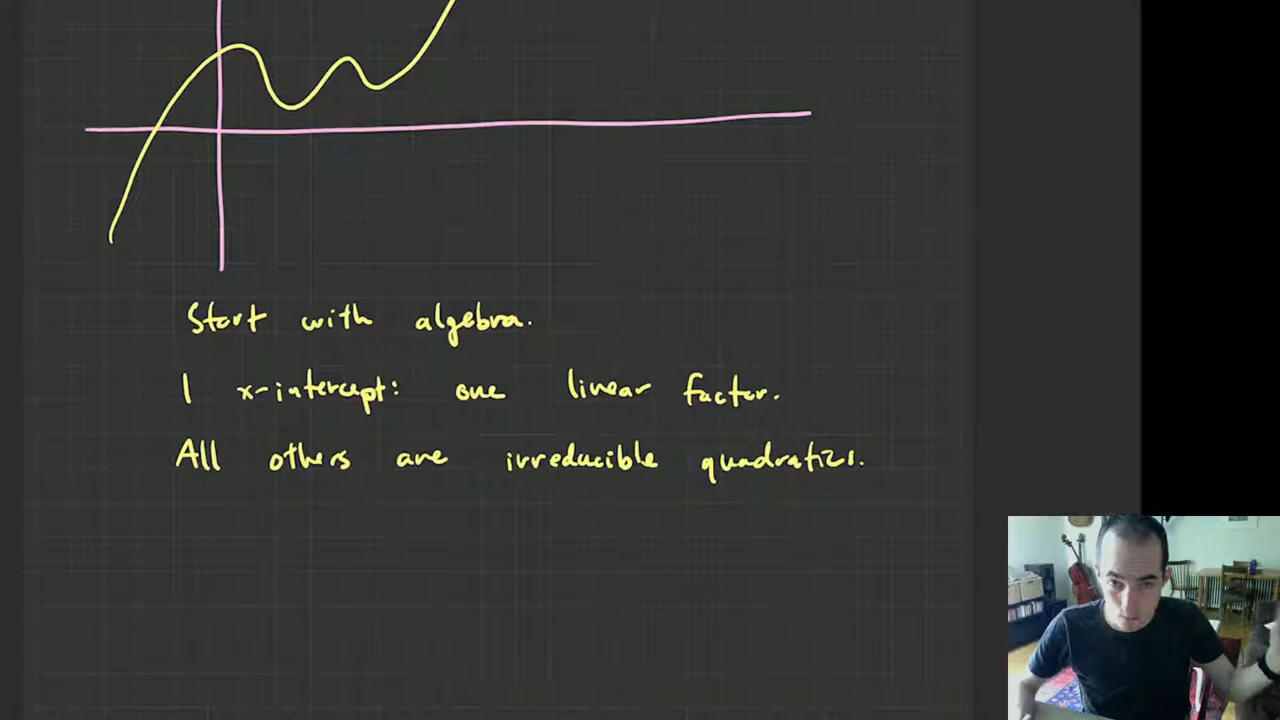 Start with algebra.
1 x-intercept: one linear factor.
All others are irreducible quadratics.